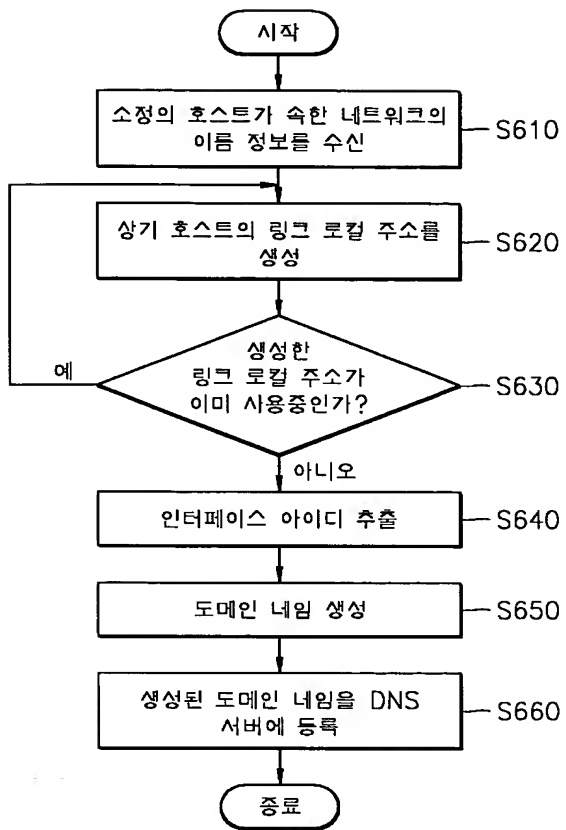 시작
소정의 호스트가 속한 네트워크의
이름 정보를 수신
S610
상기 호스트의 링크 로컬 주소를
생성
S620
생성한
링크 로컬 주소가
이미 사용중인가?
예
S630
아니오
인터페이스 아이디 추출
S640
도메인 네임 생성
S650
생성된 도메인 네임을 DNS
서버에 등록
S660
종료